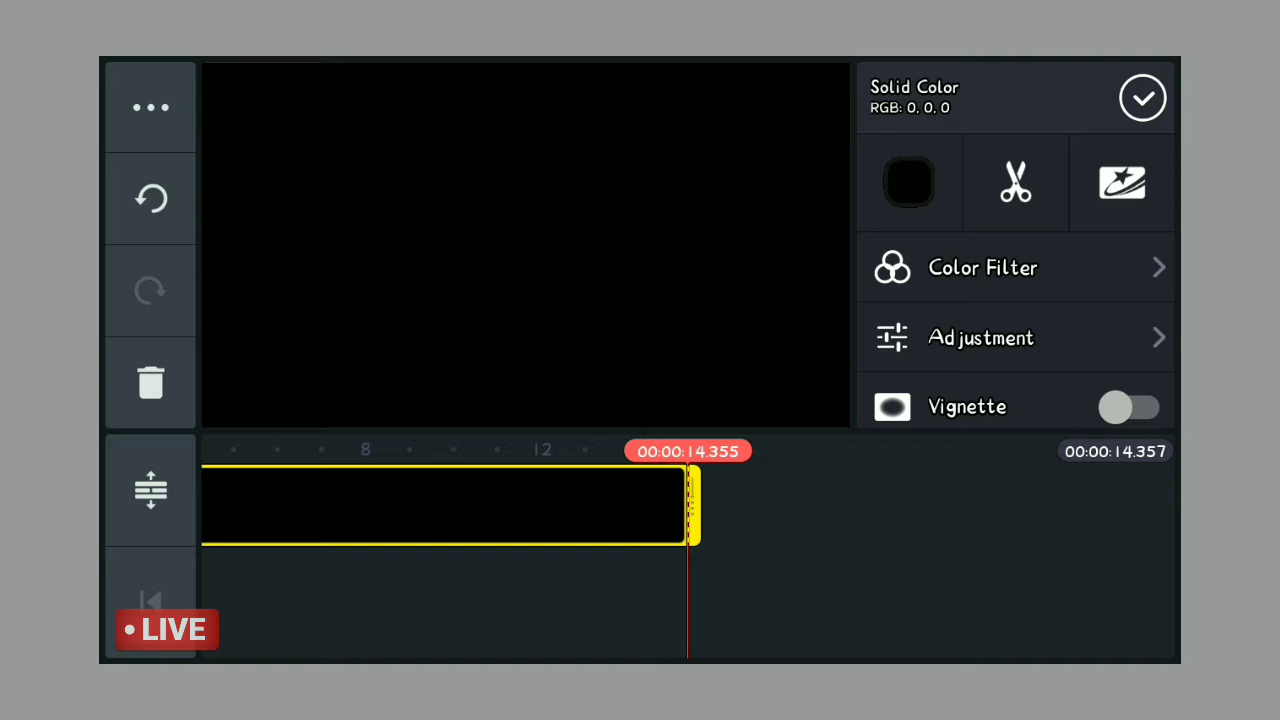 Solid Color
RGB: 0, 0, 0
Color Filter
Adjustment
Vignette
8
12
00:00:14.355
00:00:14.357
• LIVE